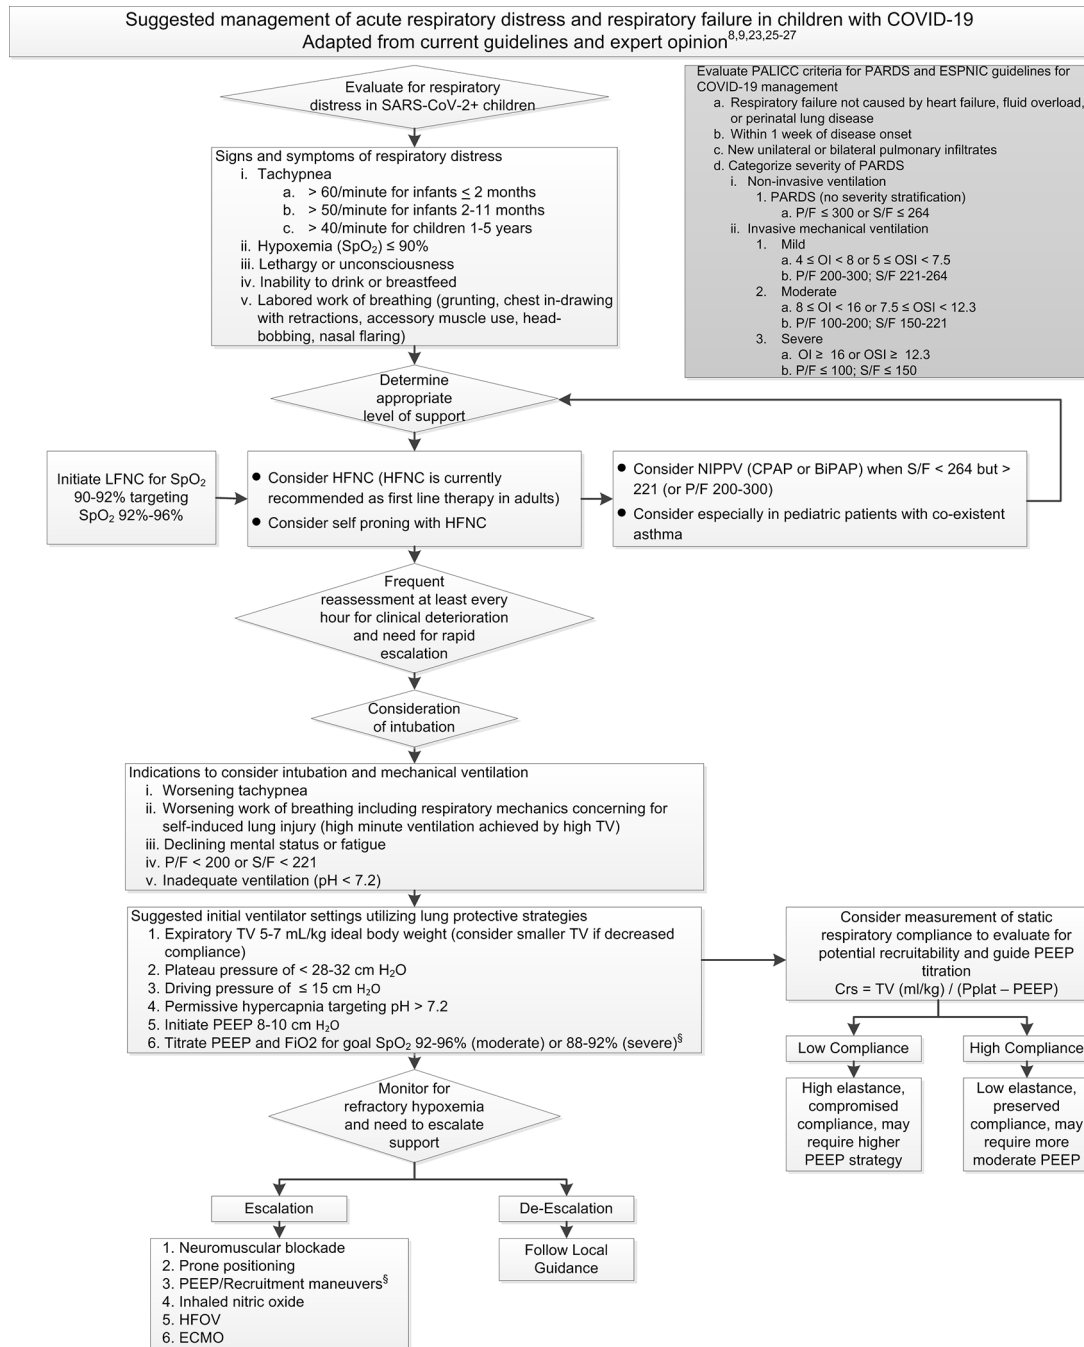 Suggested management of acute respiratory distress and respiratory failure in children with COVID-19
Adapted from current guidelines and expert opinion8,9,23,25-27
Evaluate for respiratory
distress in SARS-CoV-2+ children
Evaluate PALICC criteria for PARDS and ESPNIC guidelines for
COVID-19 management
a. Respiratory failure not caused by heart failure, fluid overload,
or perinatal lung disease
b. Within 1 week of disease onset
c. New unilateral or bilateral pulmonary infiltrates
d. Categorize severity of PARDS
i. Non-invasive ventilation
1. PARDS (no severity stratification)
a. P/F ≤ 300 or S/F ≤ 264
ii. Invasive mechanical ventilation
1. Mild
a. 4 ≤ OI < 8 or 5 ≤ OSI < 7.5
b. P/F 200-300; S/F 221-264
2. Moderate
a. 8 ≤ OI < 16 or 7.5 ≤ OSI < 12.3
b. P/F 100-200; S/F 150-221
3. Severe
a. OI ≥ 16 or OSI ≥ 12.3
b. P/F ≤ 100; S/F ≤ 150
Signs and symptoms of respiratory distress
i. Tachypnea
a. > 60/minute for infants ≤ 2 months
b. > 50/minute for infants 2-11 months
c. > 40/minute for children 1-5 years
ii. Hypoxemia (SpO2) ≤ 90%
iii. Lethargy or unconsciousness
iv. Inability to drink or breastfeed
v. Labored work of breathing (grunting, chest in-drawing
with retractions, accessory muscle use, head-
bobbing, nasal flaring)
Determine
appropriate
level of support
Initiate LFNC for SpO2
90-92% targeting
SpO2 92%-96%
● Consider HFNC (HFNC is currently
recommended as first line therapy in adults)
● Consider self proning with HFNC
● Consider NIPPV (CPAP or BiPAP) when S/F < 264 but >
221 (or P/F 200-300)
● Consider especially in pediatric patients with co-existent
asthma
Frequent
reassessment at least every
hour for clinical deterioration
and need for rapid
escalation
Consideration
of intubation
Indications to consider intubation and mechanical ventilation
i. Worsening tachypnea
ii. Worsening work of breathing including respiratory mechanics concerning for
self-induced lung injury (high minute ventilation achieved by high TV)
iii. Declining mental status or fatigue
iv. P/F < 200 or S/F < 221
v. Inadequate ventilation (pH < 7.2)
Suggested initial ventilator settings utilizing lung protective strategies
1. Expiratory TV 5-7 mL/kg ideal body weight (consider smaller TV if decreased
compliance)
2. Plateau pressure of < 28-32 cm H2O
3. Driving pressure of ≤ 15 cm H2O
4. Permissive hypercapnia targeting pH > 7.2
5. Initiate PEEP 8-10 cm H2O
6. Titrate PEEP and FiO2 for goal SpO2 92-96% (moderate) or 88-92% (severe)§
Consider measurement of static
respiratory compliance to evaluate for
potential recruitability and guide PEEP
titration
Crs = TV (ml/kg) / (Pplat – PEEP)
Low Compliance
High Compliance
High elastance,
compromised
compliance, may
require higher
PEEP strategy
Low elastance,
preserved
compliance, may
require more
moderate PEEP
Monitor for
refractory hypoxemia
and need to escalate
support
Escalation
De-Escalation
1. Neuromuscular blockade
2. Prone positioning
3. PEEP/Recruitment maneuvers§
4. Inhaled nitric oxide
5. HFOV
6. ECMO
Follow Local
Guidance